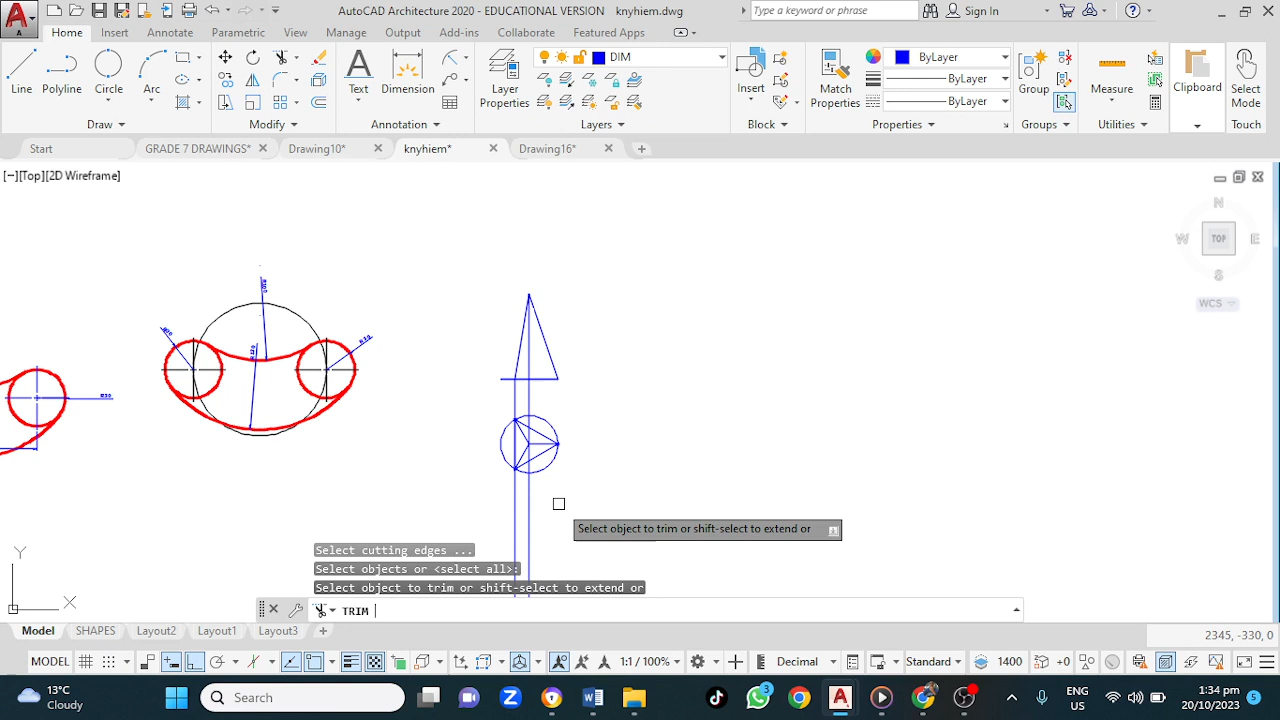 A AutoCAD Architecture 2020 - EDUCATIONAL VERSION knyhiem.dwg Type a keyword or phrase Sign In
Home Insert Annotate Parametric View Manage Output Add-ins Collaborate Featured Apps
DIM ByLayer
ByLayer
ByLayer
Line Polyline Circle Arc Text Dimension Layer Properties Insert Match Properties Group Measure Clipboard Select Mode
Draw Modify Annotation Layers Block Properties Groups Utilities Touch
Start GRADE 7 DRAWINGS* Drawing10* knyhiem* Drawing16*
[−][Top][2D Wireframe]
N
W TOP E
S
WCS
Select object to trim or shift-select to extend or
Select cutting edges ...
Select objects or <select all>:
Select object to trim or shift-select to extend or
Y
X
TRIM
Model SHAPES Layout2 Layout1 Layout3 2345, -330, 0
MODEL 1:1 / 100% Decimal Standard 1400 +0
13°C
Cloudy
Search
3
ENG
US
1:34 pm
20/10/2023
5